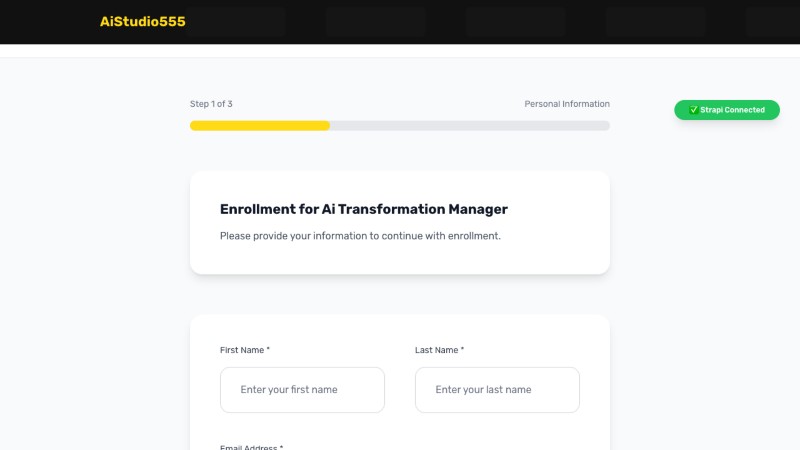 AiStudio555
Step 1 of 3
Personal Information
✅ Strapi Connected
Enrollment for Ai Transformation Manager
Please provide your information to continue with enrollment.
First Name *
Last Name *
Enter your first name
Enter your last name
Email Address *